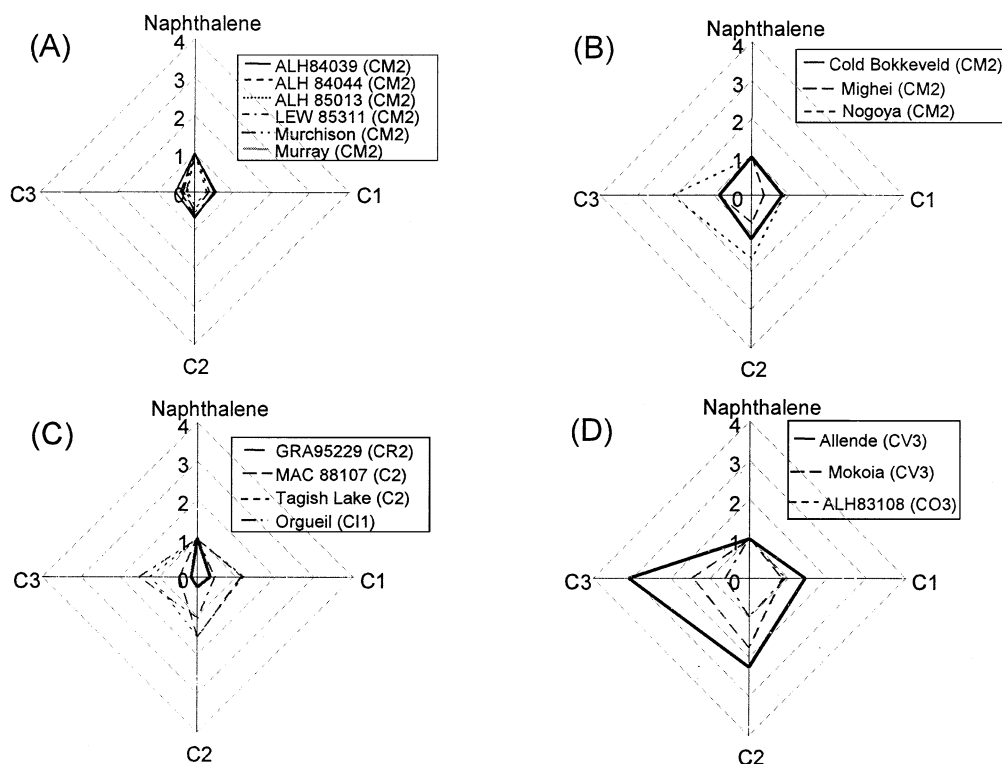 (A)
Naphthalene
4
3
2
1
0
C3
C1
C2
ALH84039 (CM2)
ALH 84044 (CM2)
ALH 85013 (CM2)
LEW 85311 (CM2)
Murchison (CM2)
Murray (CM2)
(B)
Naphthalene
4
3
2
1
0
C3
C1
C2
Cold Bokkeveld (CM2)
Mighei (CM2)
Nogoya (CM2)
(C)
Naphthalene
4
3
2
1
0
C3
C1
C2
GRA95229 (CR2)
MAC 88107 (C2)
Tagish Lake (C2)
Orgueil (CI1)
(D)
Naphthalene
4
3
2
1
0
C3
C1
C2
Allende (CV3)
Mokoia (CV3)
ALH83108 (CO3)